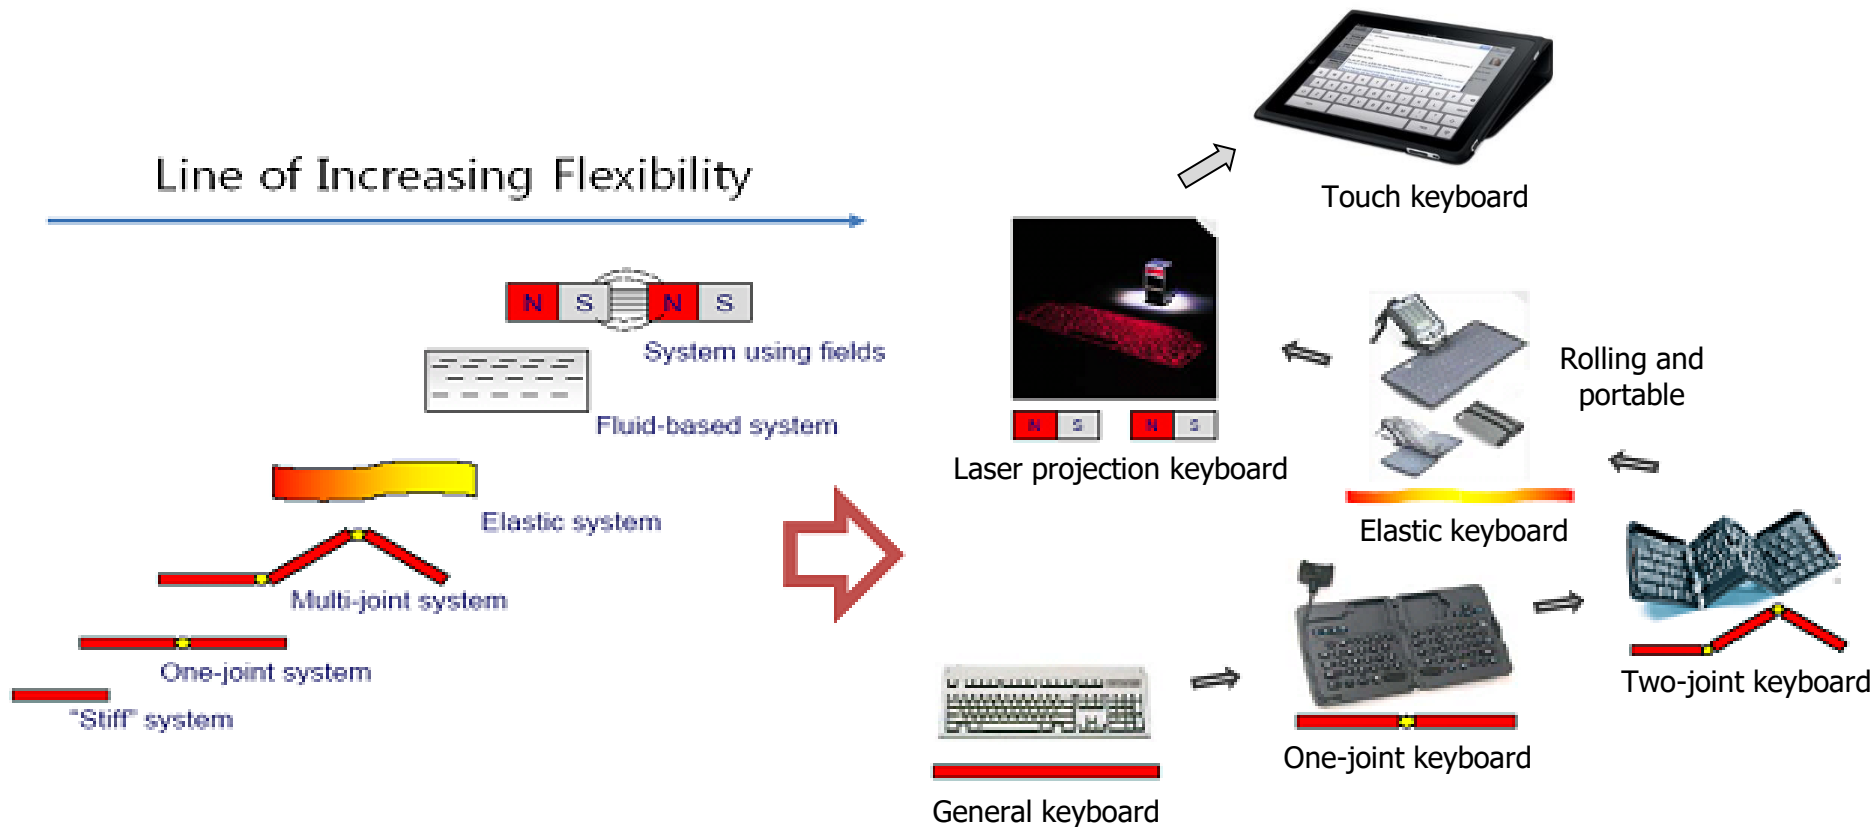 Line of Increasing Flexibility
N S N S
System using fields
Fluid-based system
Elastic system
Multi-joint system
One-joint system
"Stiff" system
Touch keyboard
N S N S
Laser projection keyboard
Rolling and
portable
Elastic keyboard
Two-joint keyboard
One-joint keyboard
General keyboard